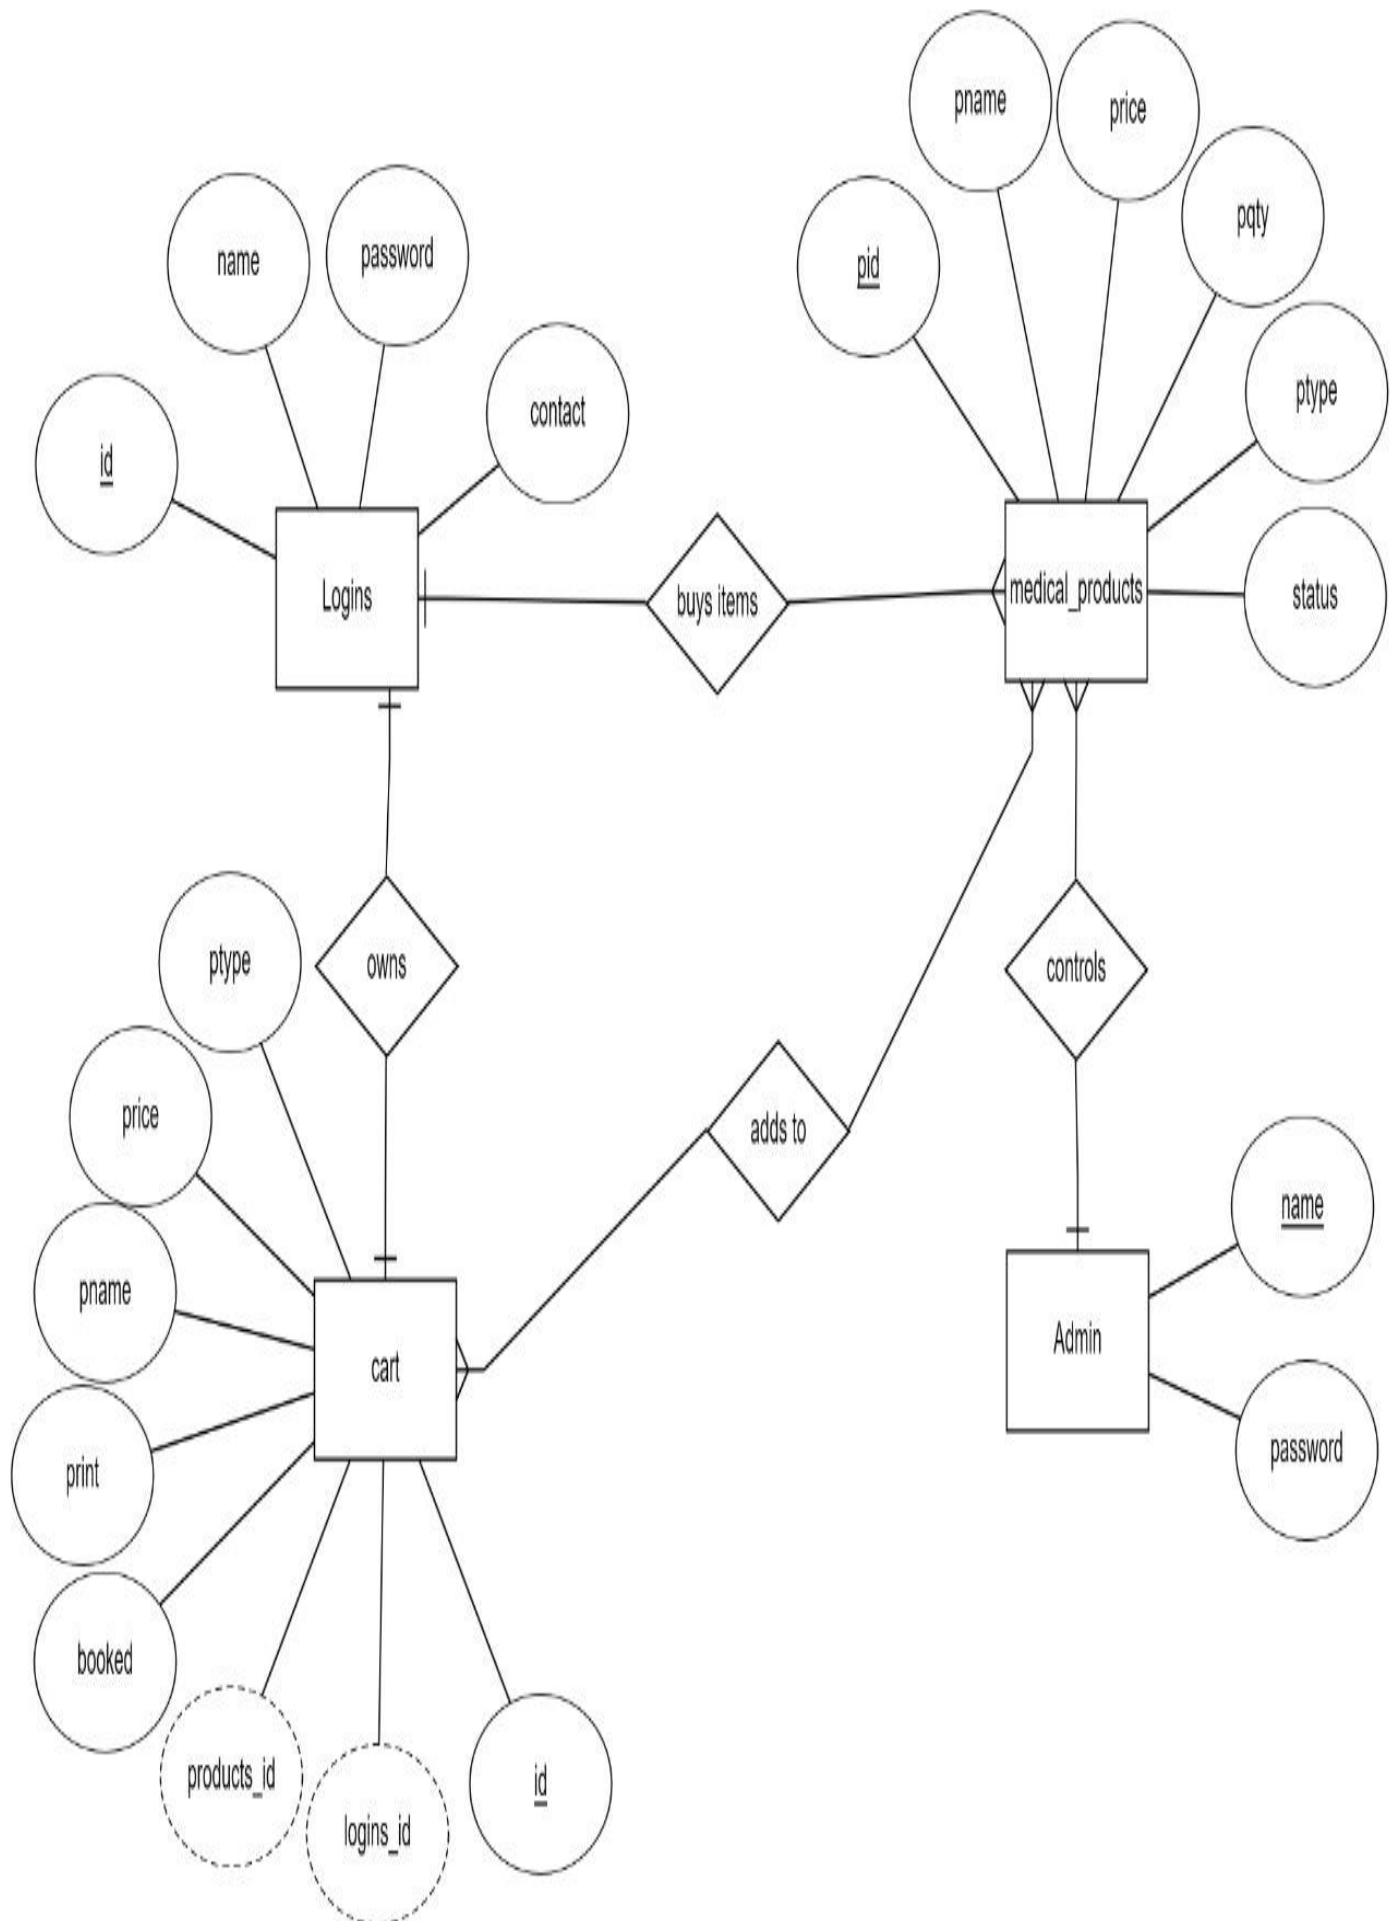 pname
price
pqty
pid
name
password
ptype
contact
id
Logins
buys items
medical_products
status
ptype
owns
controls
price
adds to
name
pname
Admin
cart
print
password
booked
products_id
logins_id
id